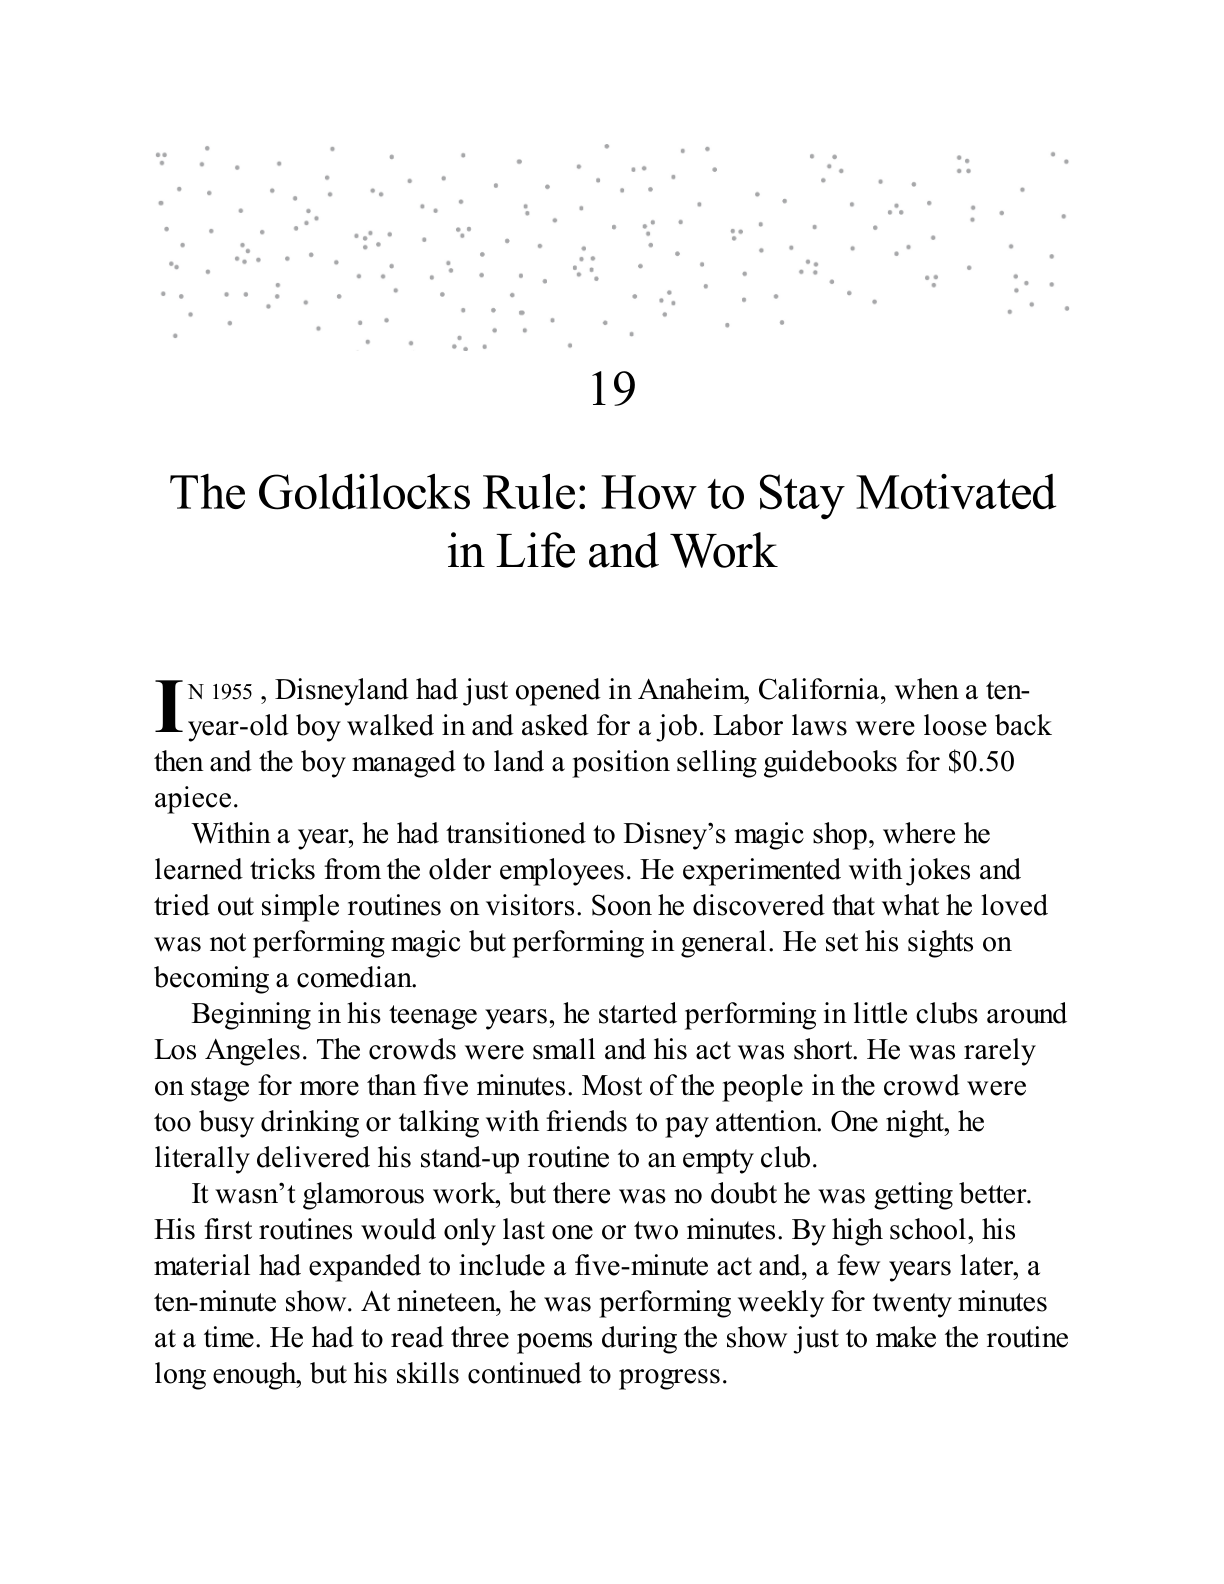 19
The Goldilocks Rule: How to Stay Motivated
in Life and Work
IN 1955 , Disneyland had just opened in Anaheim, California, when a ten-
year-old boy walked in and asked for a job. Labor laws were loose back
then and the boy managed to land a position selling guidebooks for $0.50
apiece.
Within a year, he had transitioned to Disney’s magic shop, where he
learned tricks from the older employees. He experimented with jokes and
tried out simple routines on visitors. Soon he discovered that what he loved
was not performing magic but performing in general. He set his sights on
becoming a comedian.
Beginning in his teenage years, he started performing in little clubs around
Los Angeles. The crowds were small and his act was short. He was rarely
on stage for more than five minutes. Most of the people in the crowd were
too busy drinking or talking with friends to pay attention. One night, he
literally delivered his stand-up routine to an empty club.
It wasn’t glamorous work, but there was no doubt he was getting better.
His first routines would only last one or two minutes. By high school, his
material had expanded to include a five-minute act and, a few years later, a
ten-minute show. At nineteen, he was performing weekly for twenty minutes
at a time. He had to read three poems during the show just to make the routine
long enough, but his skills continued to progress.